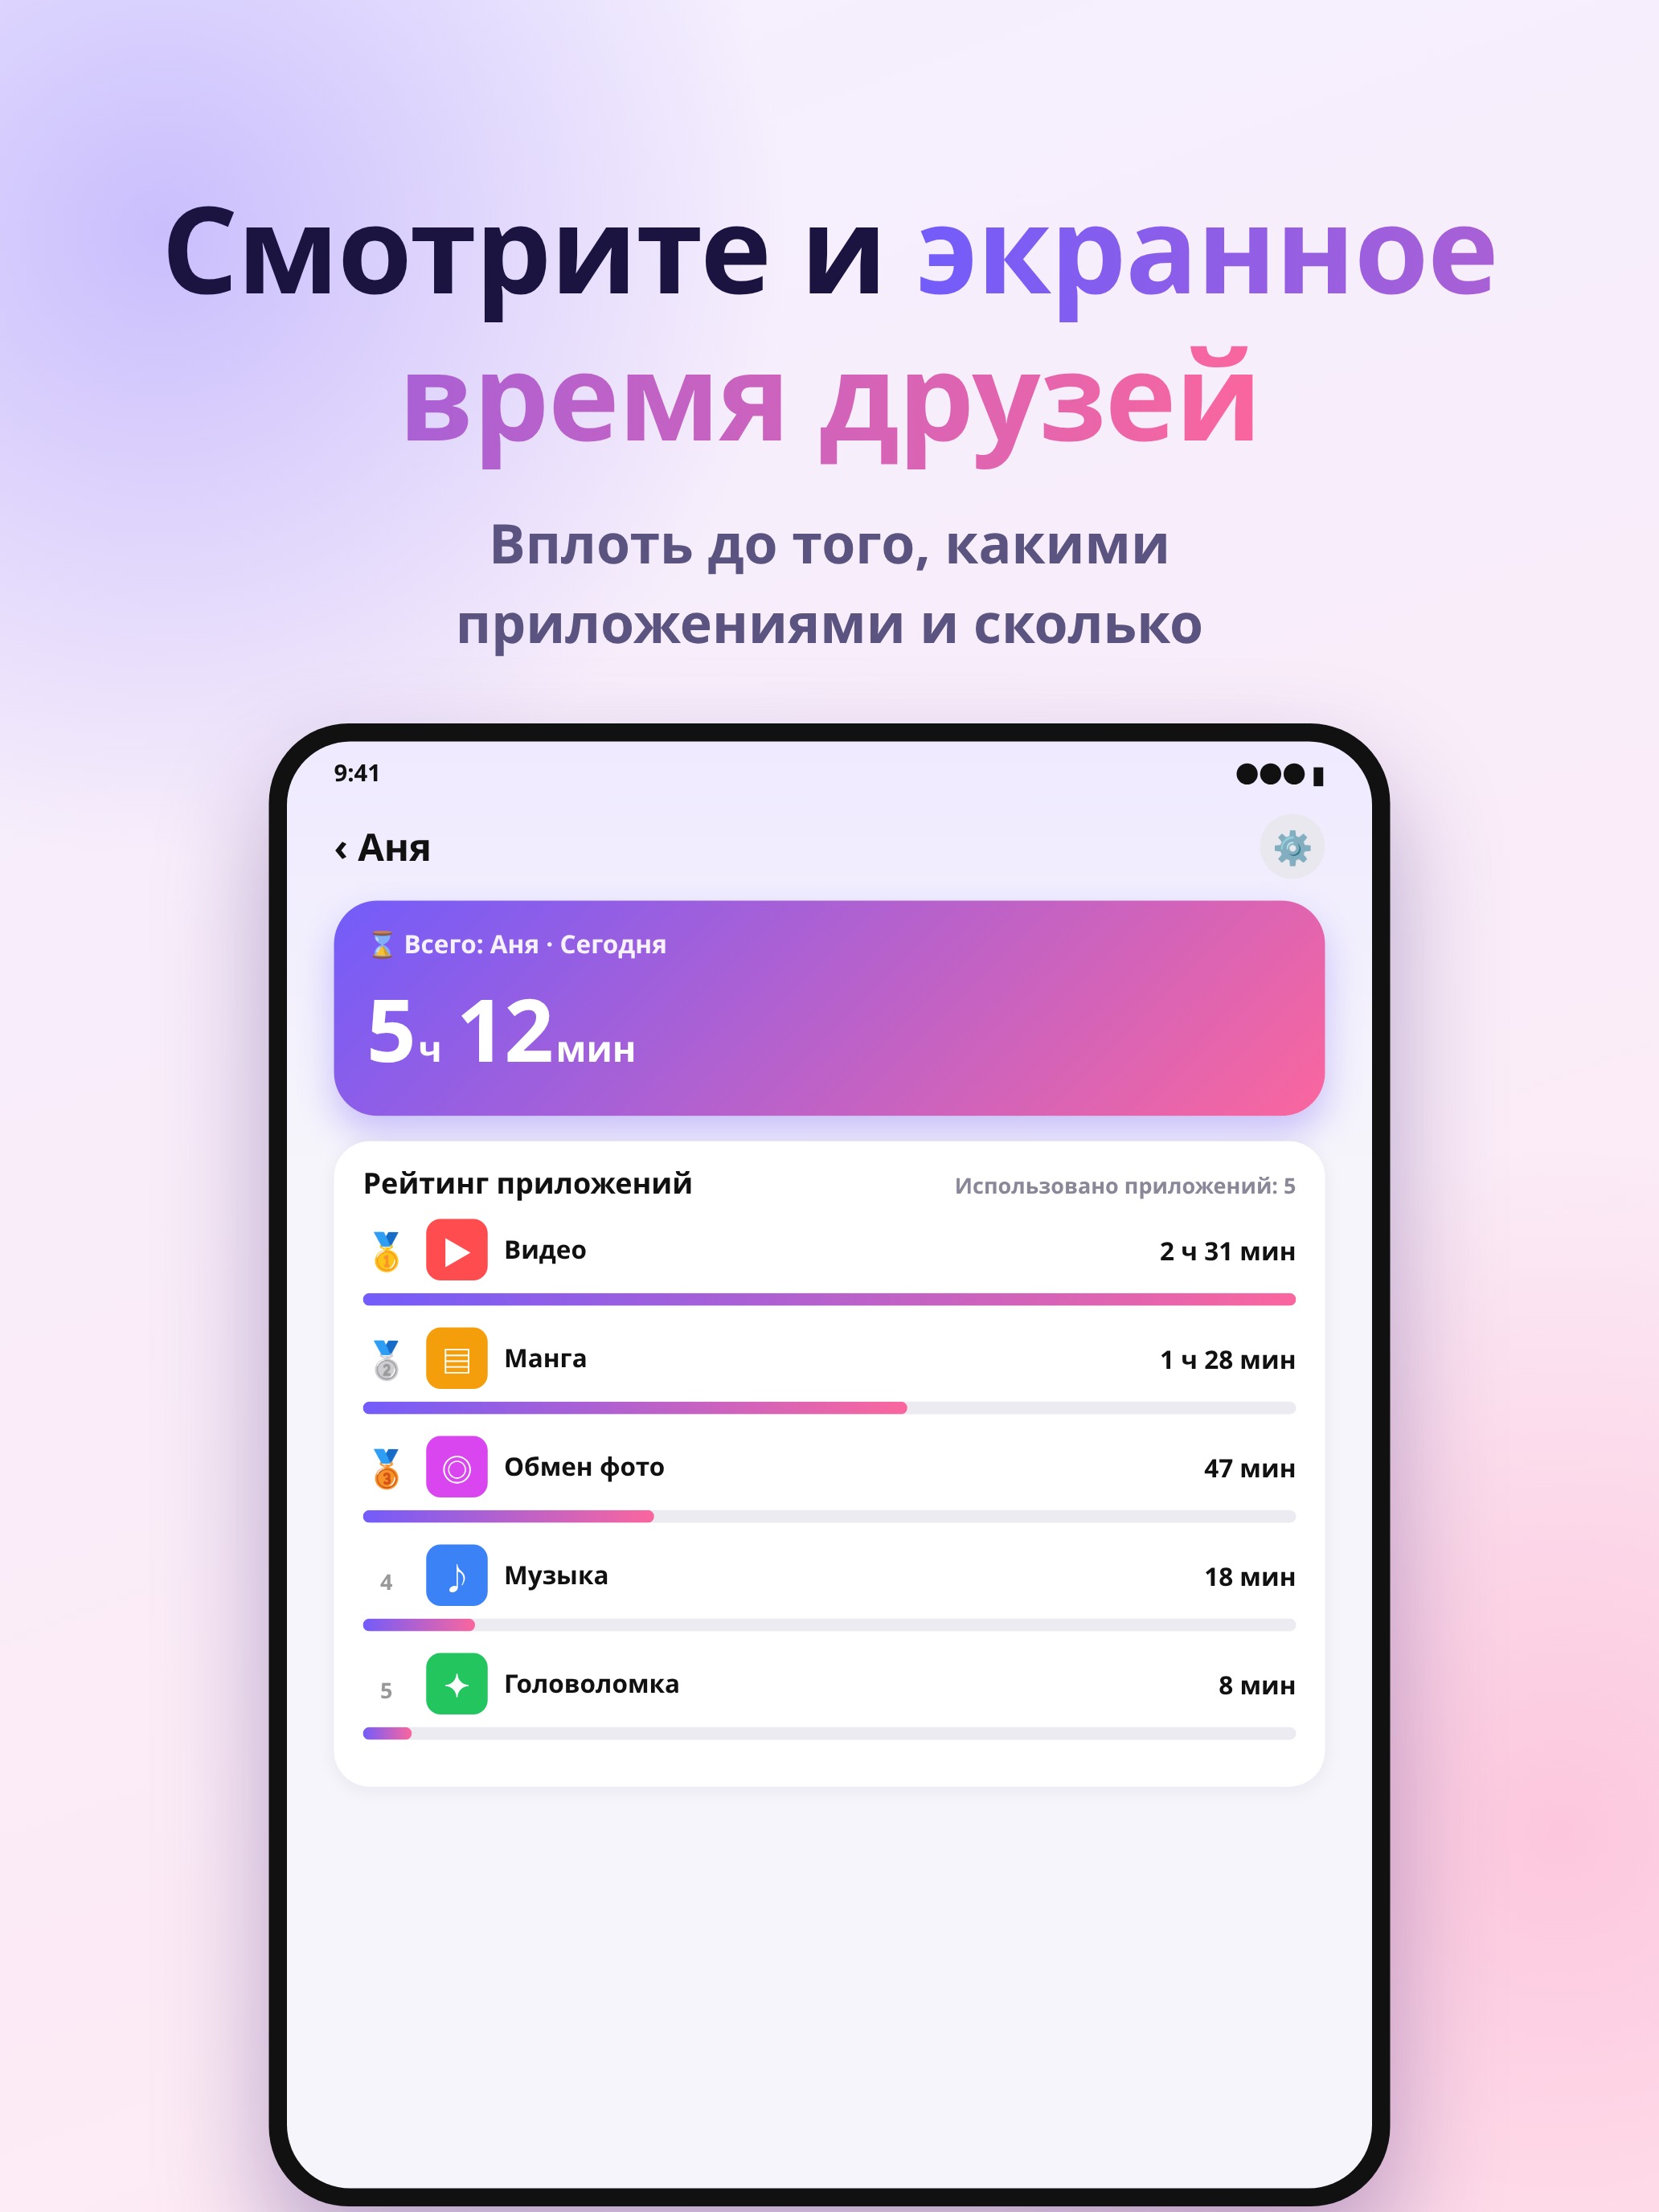 Смотрите и экранное
время друзей
Вплоть до того, какими
приложениями и сколько
9:41
‹ Аня
⌛ Всего: Аня · Сегодня
5ч 12мин
Рейтинг приложений
Использовано приложений: 5
🥇 Видео 2 ч 31 мин
🥈 Манга 1 ч 28 мин
🥉 Обмен фото 47 мин
4 Музыка 18 мин
5 Головоломка 8 мин